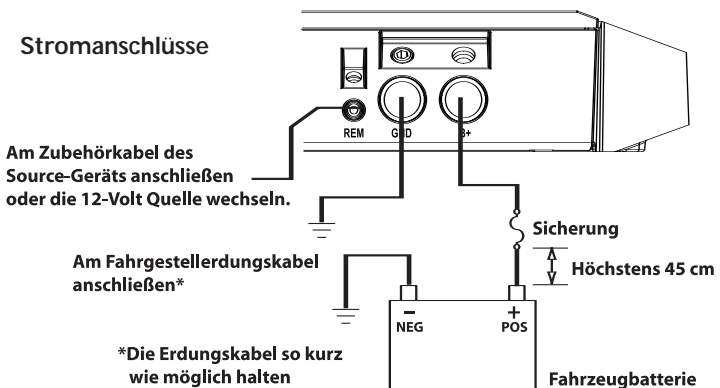 Stromanschlüsse
REM
GND
B+
Am Zubehörkabel des
Source-Geräts anschließen
oder die 12-Volt Quelle wechseln.
Sicherung
Höchstens 45 cm
Am Fahrgestellerdungskabel
anschließen*
NEG
POS
*Die Erdungskabel so kurz
wie möglich halten
Fahrzeugbatterie